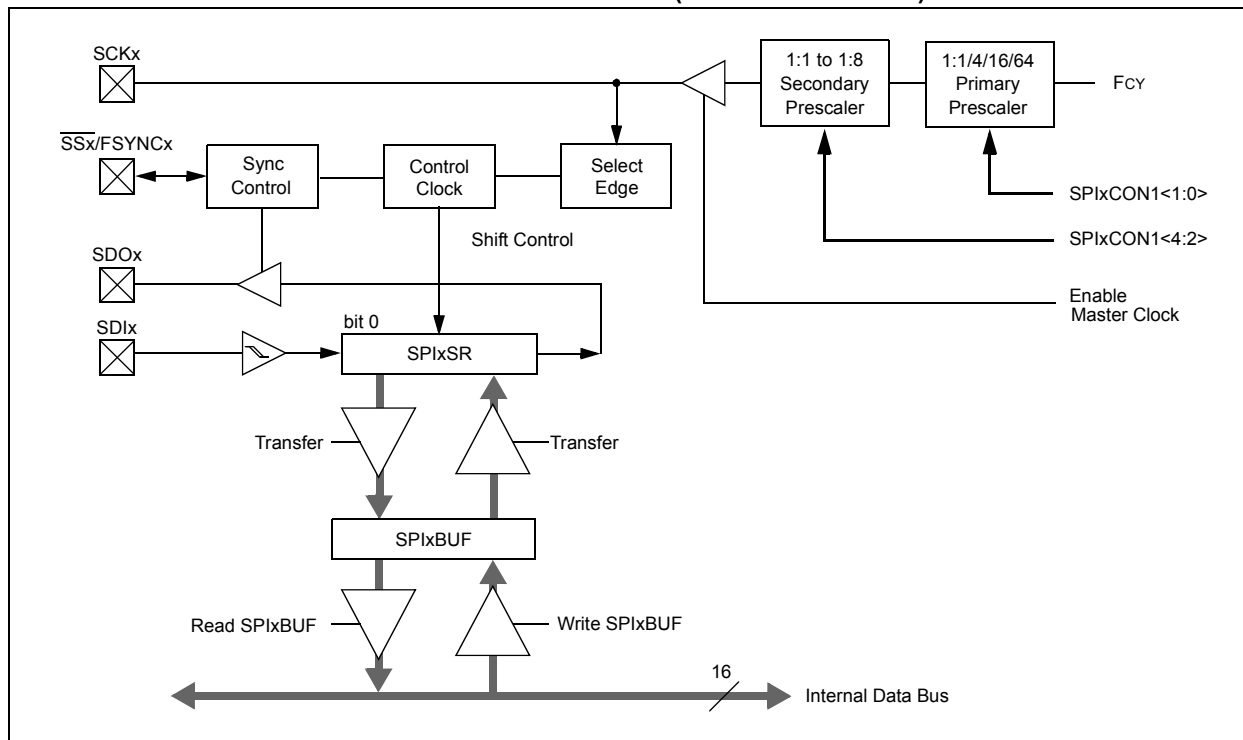 SCKx
1:1 to 1:8
Secondary
Prescaler
1:1/4/16/64
Primary
Prescaler
FCY
SSx/FSYNCx
Sync
Control
Control
Clock
Select
Edge
SPIxCON1<1:0>
SPIxCON1<4:2>
Shift Control
SDOx
Enable
Master Clock
SDIx
bit 0
SPIxSR
Transfer
Transfer
SPIxBUF
Read SPIxBUF
Write SPIxBUF
16
Internal Data Bus